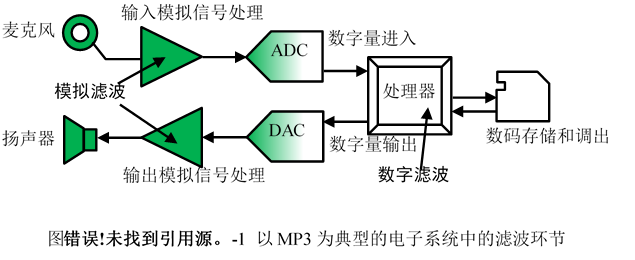 输入模拟信号处理
麦克风
ADC
数字量进入
模拟滤波
处理器
扬声器
DAC
数字量输出
数码存储和调出
输出模拟信号处理
数字滤波
图错误!未找到引用源。-1 以 MP3 为典型的电子系统中的滤波环节